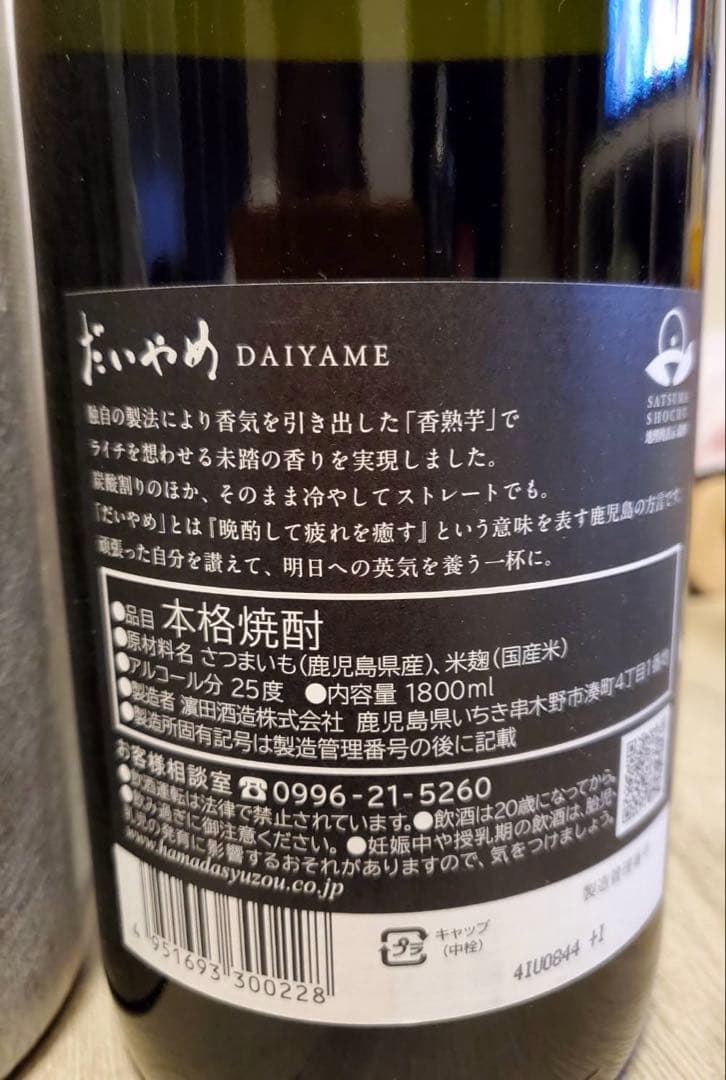 だいやめ DAIYAME
SATSUMA
SHOCHU
独自の製法により香気を引き出した「香熟芋」で
ライチを想わせる未踏の香りを実現しました。
炭酸割りのほか、そのまま冷やしてストレートでも。
「だいやめ」とは『晩酌して疲れを癒す』という意味を表す鹿児島の方言です。
頑張った自分を讃えて、明日への英気を養う一杯に。
●品目 本格焼酎
●原材料名 さつまいも(鹿児島県産)、米麹(国産米)
●アルコール分 25度 ●内容量 1800ml
●製造者 濵田酒造株式会社 鹿児島県いちき串木野市湊町4丁目1番地
●製造所固有記号は製造管理番号の後に記載
お客様相談室 ☎0996-21-5260
●飲酒運転は法律で禁止されています。●飲酒は20歳になってから。
●飲み過ぎに御注意ください。●妊娠中や授乳期の飲酒は、胎児・
乳児の発育に影響するおそれがありますので、気をつけましょう。
www.hamadasyuzou.co.jp
製造管理番号
4 951693 300228
プラ
キャップ
(中栓)
4IU0844 +I